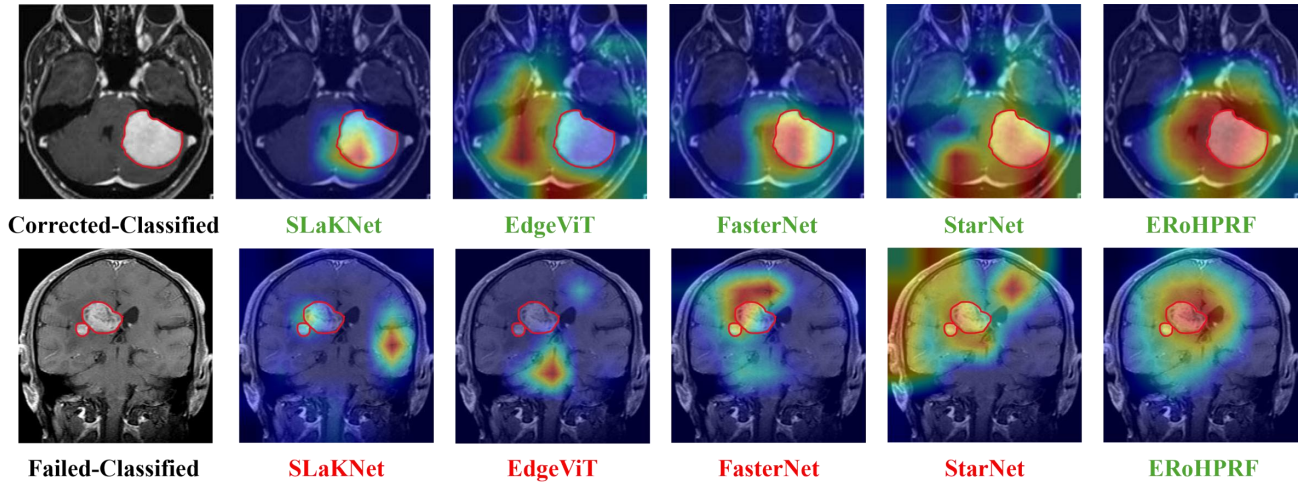 Corrected-Classified SLaKNet EdgeViT FasterNet StarNet ERoHPRF
Failed-Classified SLaKNet EdgeViT FasterNet StarNet ERoHPRF